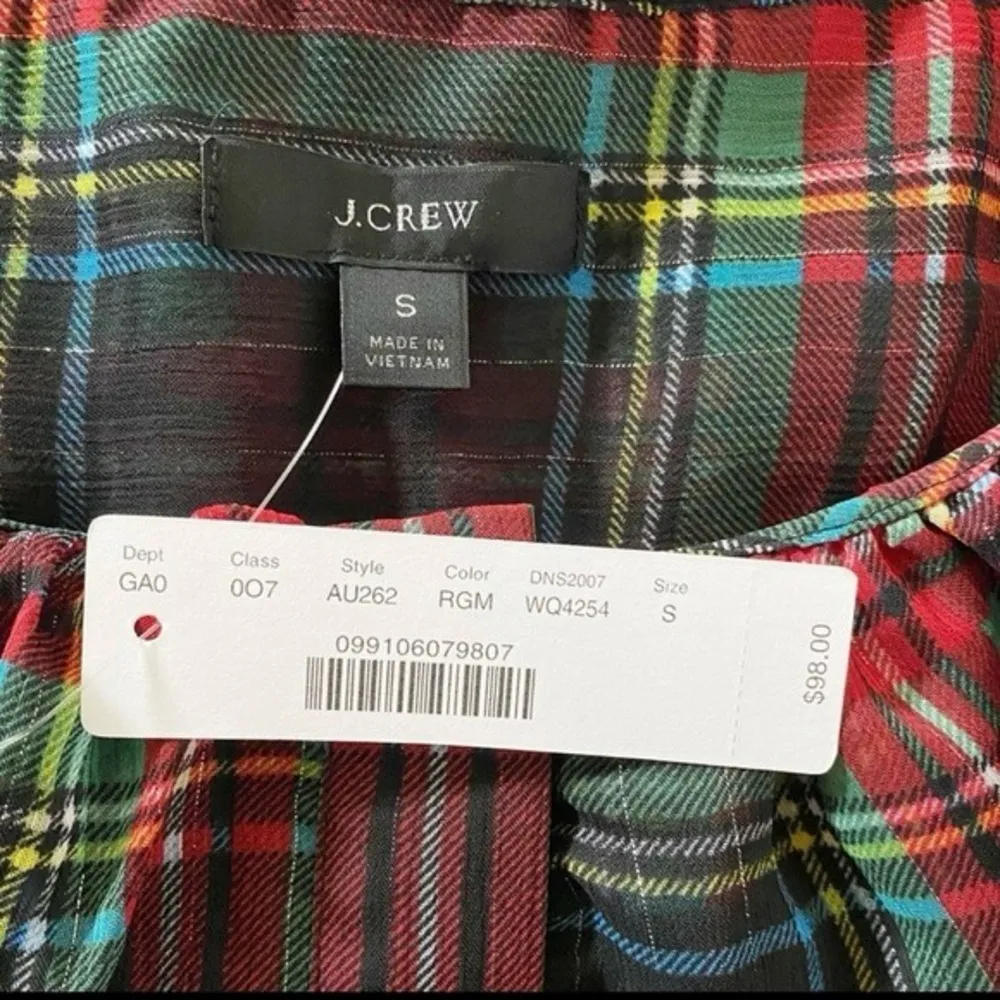 J.CREW
S
MADE IN
VIETNAM
Dept Class Style Color DNS2007 Size
GA0 0O7 AU262 RGM WQ4254 S
099106079807
$98.00